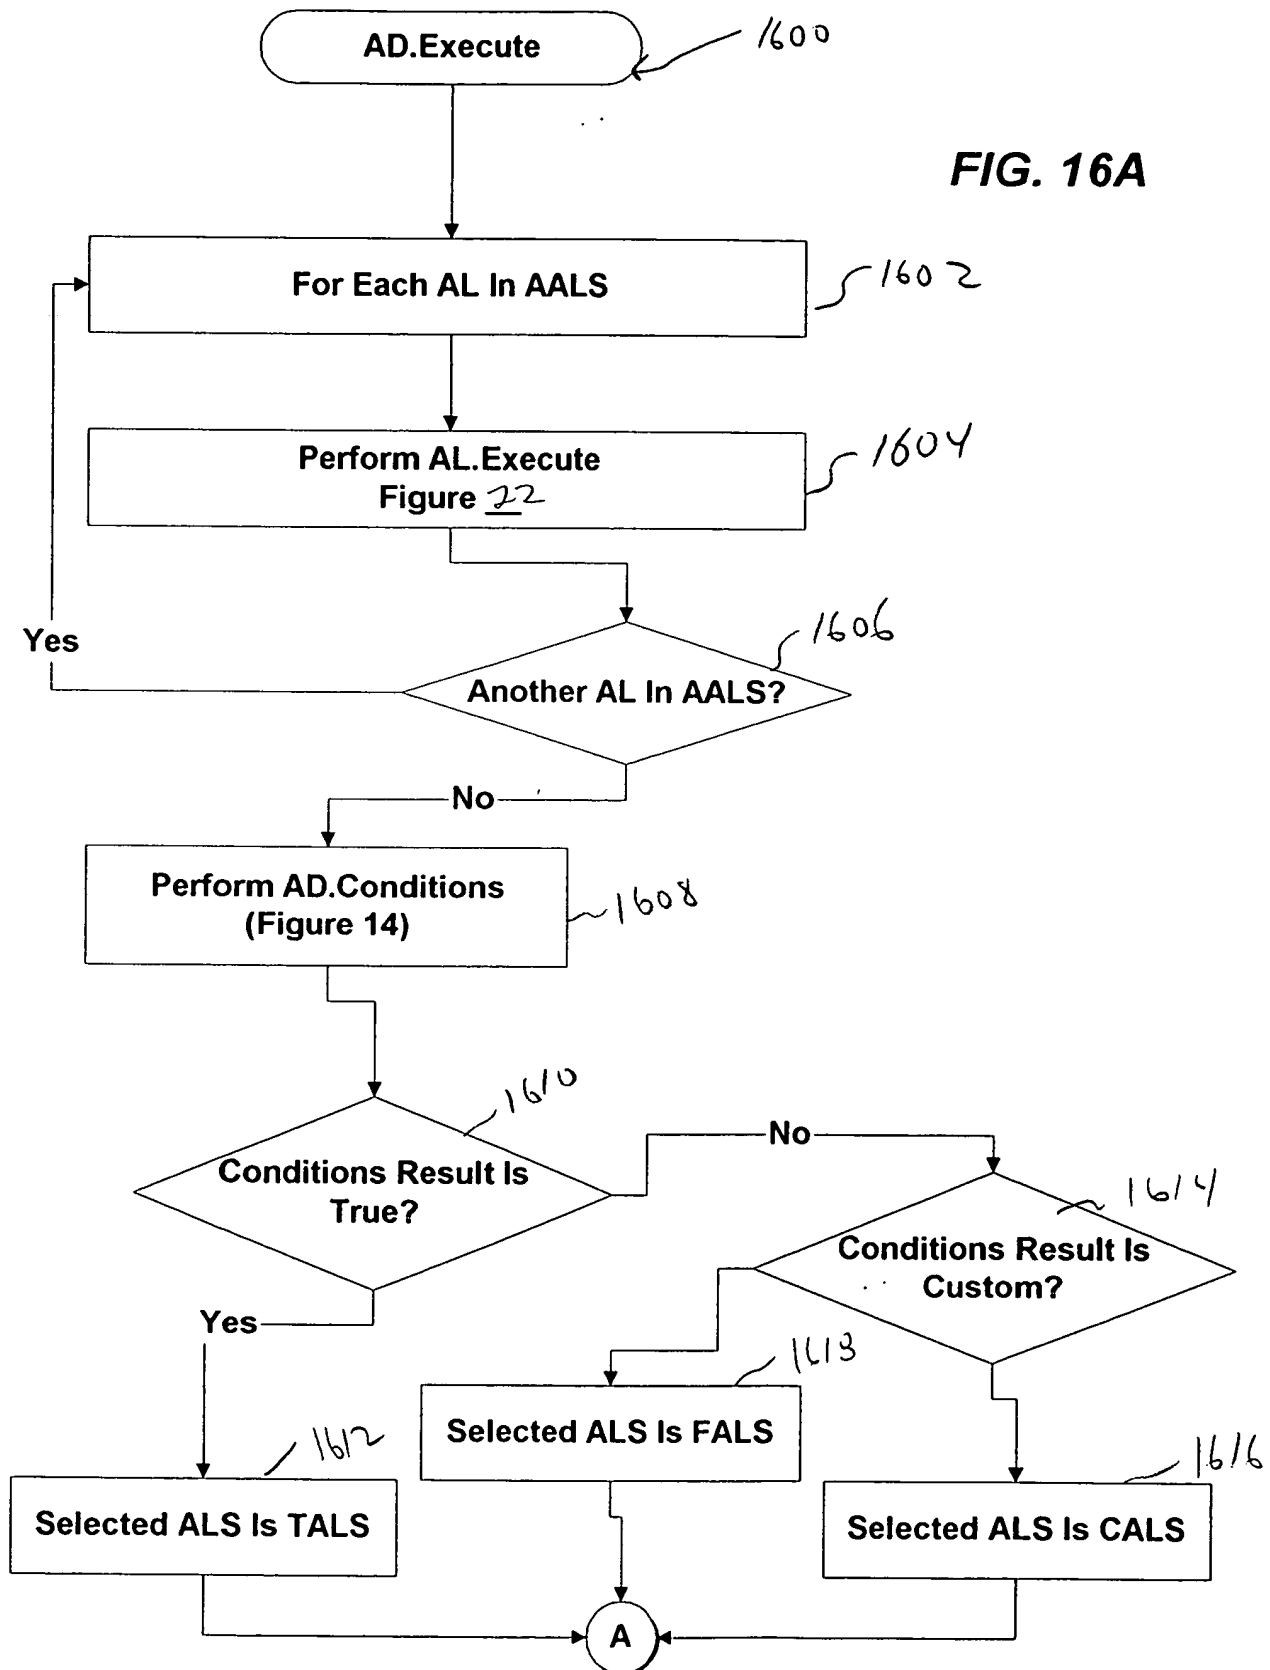 AD.Execute
1600
FIG. 16A
For Each AL In AALS
1602
Perform AL.Execute
Figure 22
1604
1606
Yes
Another AL In AALS?
No
Perform AD.Conditions
(Figure 14)
1608
1610
No
Conditions Result Is
True?
1614
Conditions Result Is
Custom?
Yes
1618
Selected ALS Is FALS
1612
1616
Selected ALS Is TALS
Selected ALS Is CALS
A